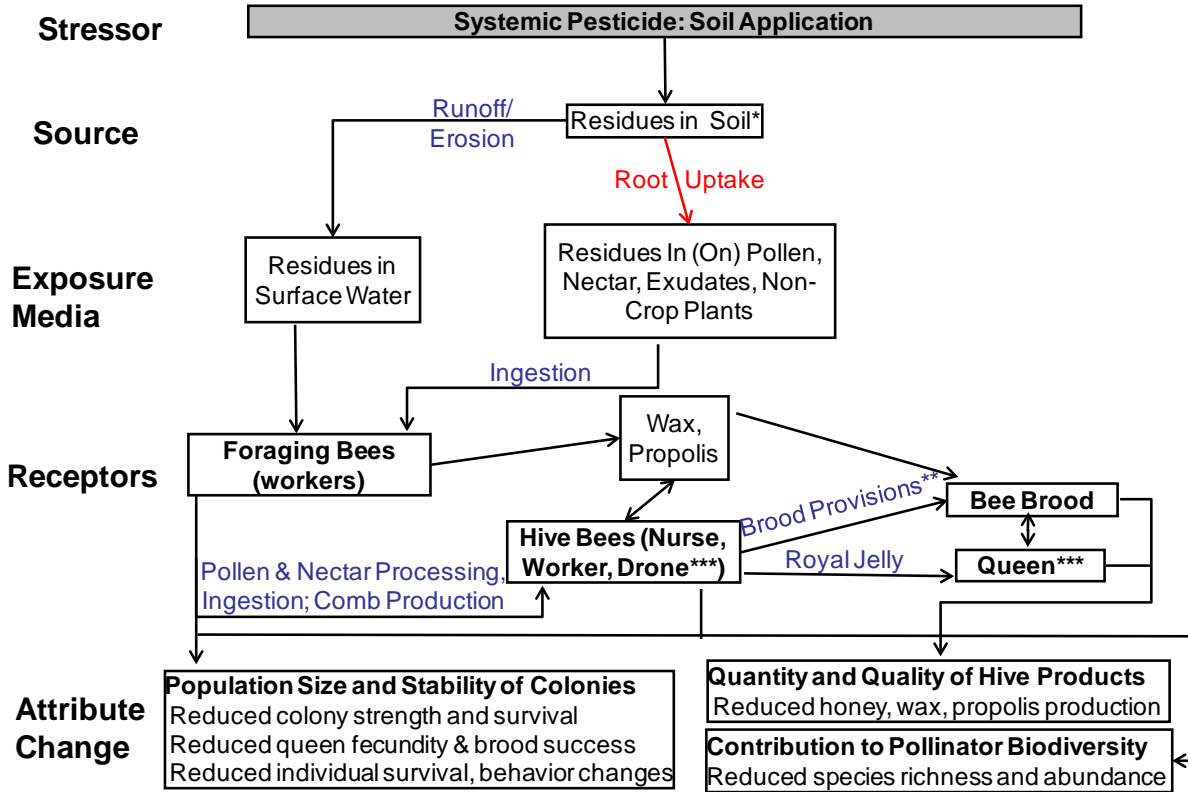 Stressor
Systemic Pesticide: Soil Application
Source
Runoff/
Erosion
Residues in Soil*
Root Uptake
Exposure
Media
Residues in
Surface Water
Residues In (On) Pollen,
Nectar, Exudates, Non-
Crop Plants
Ingestion
Receptors
Foraging Bees
(workers)
Wax,
Propolis
Brood Provisions**
Bee Brood
Hive Bees (Nurse,
Worker, Drone***)
Royal Jelly
Queen***
Pollen & Nectar Processing,
Ingestion; Comb Production
Attribute
Change
Population Size and Stability of Colonies
Reduced colony strength and survival
Reduced queen fecundity & brood success
Reduced individual survival, behavior changes
Quantity and Quality of Hive Products
Reduced honey, wax, propolis production
Contribution to Pollinator Biodiversity
Reduced species richness and abundance